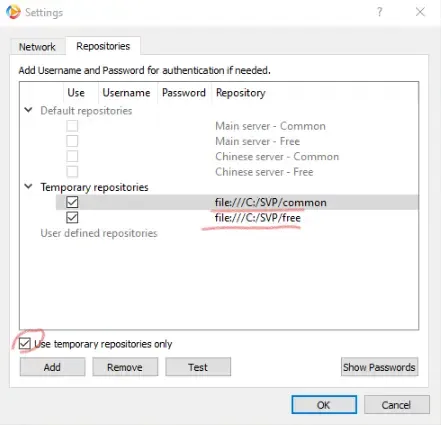 Settings
Network Repositories
Add Username and Password for authentication if needed.
Use Username Password Repository
Default repositories
Main server - Common
Main server - Free
Chinese server - Common
Chinese server - Free
Temporary repositories
file:///C:/SVP/common
file:///C:/SVP/free
User defined repositories
Use temporary repositories only
Add Remove Test Show Passwords
OK Cancel